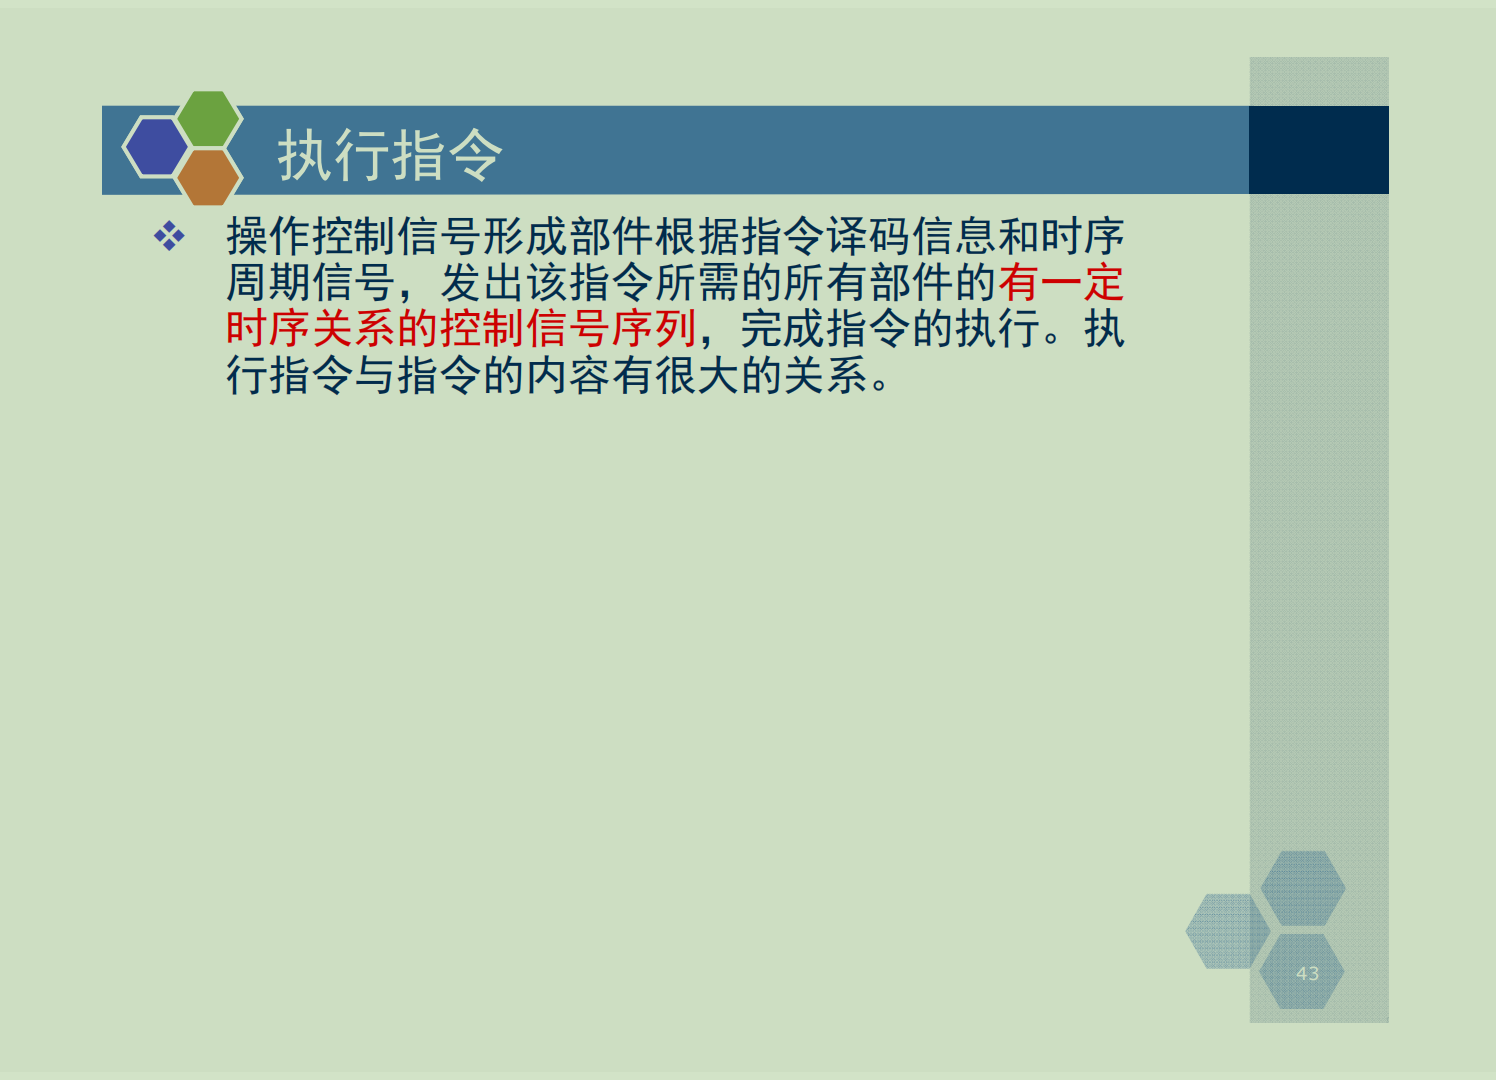 执行指令
操作控制信号形成部件根据指令译码信息和时序
周期信号，发出该指令所需的所有部件的有一定
时序关系的控制信号序列，完成指令的执行。执
行指令与指令的内容有很大的关系。
43